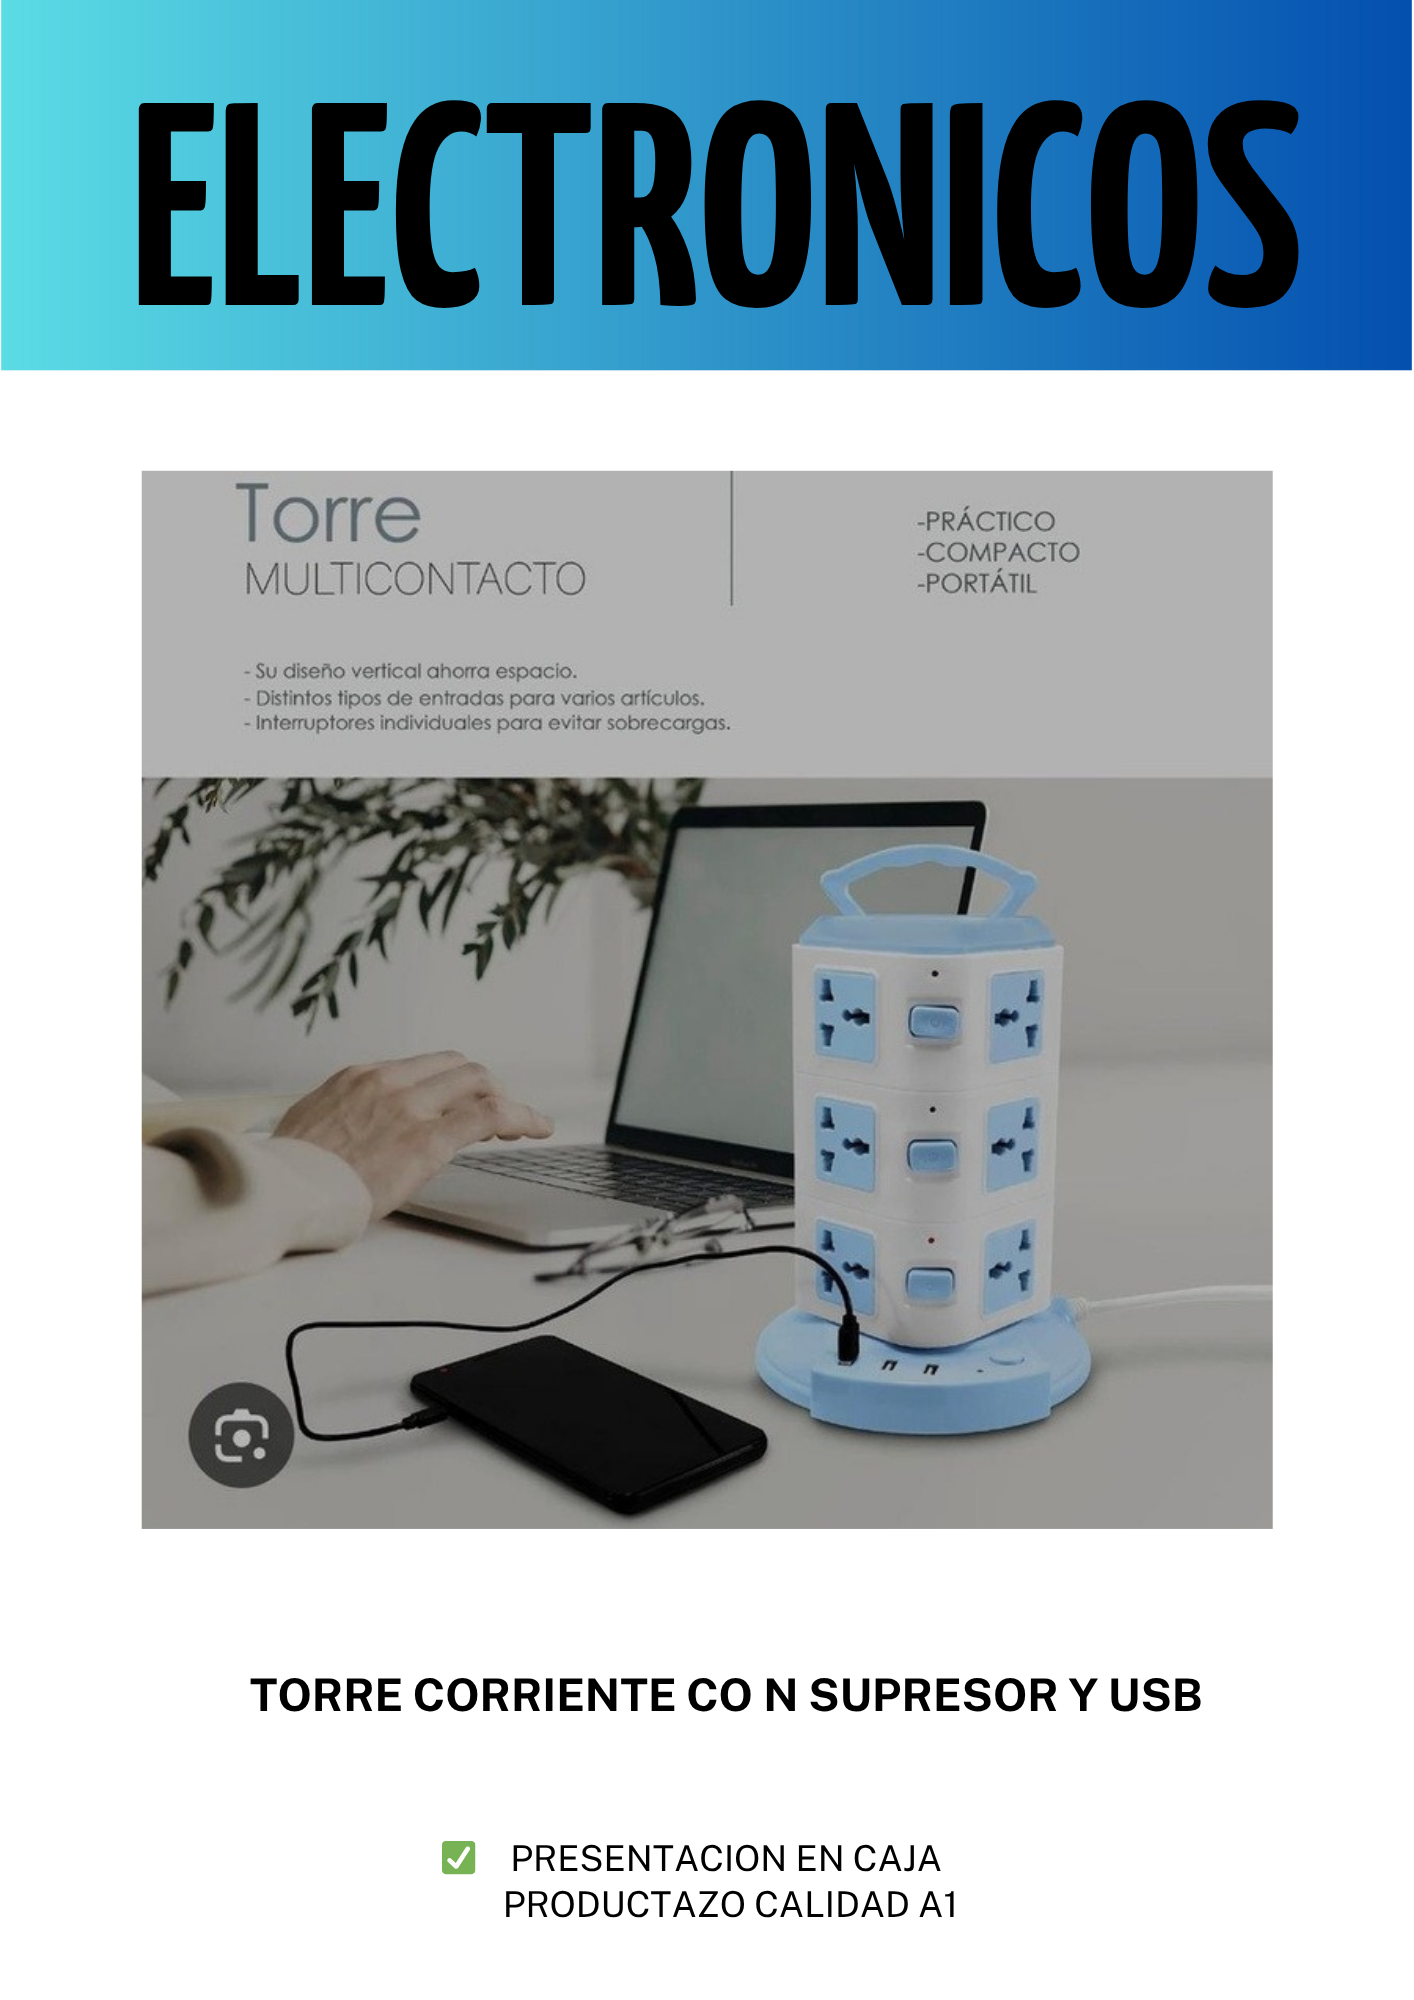 ELECTRONICOS
Torre
MULTICONTACTO
-PRÁCTICO
-COMPACTO
-PORTÁTIL
- Su diseño vertical ahorra espacio.
- Distintos tipos de entradas para varios artículos.
- Interruptores individuales para evitar sobrecargas.
TORRE CORRIENTE CO N SUPRESOR Y USB
✅ PRESENTACION EN CAJA
PRODUCTAZO CALIDAD A1